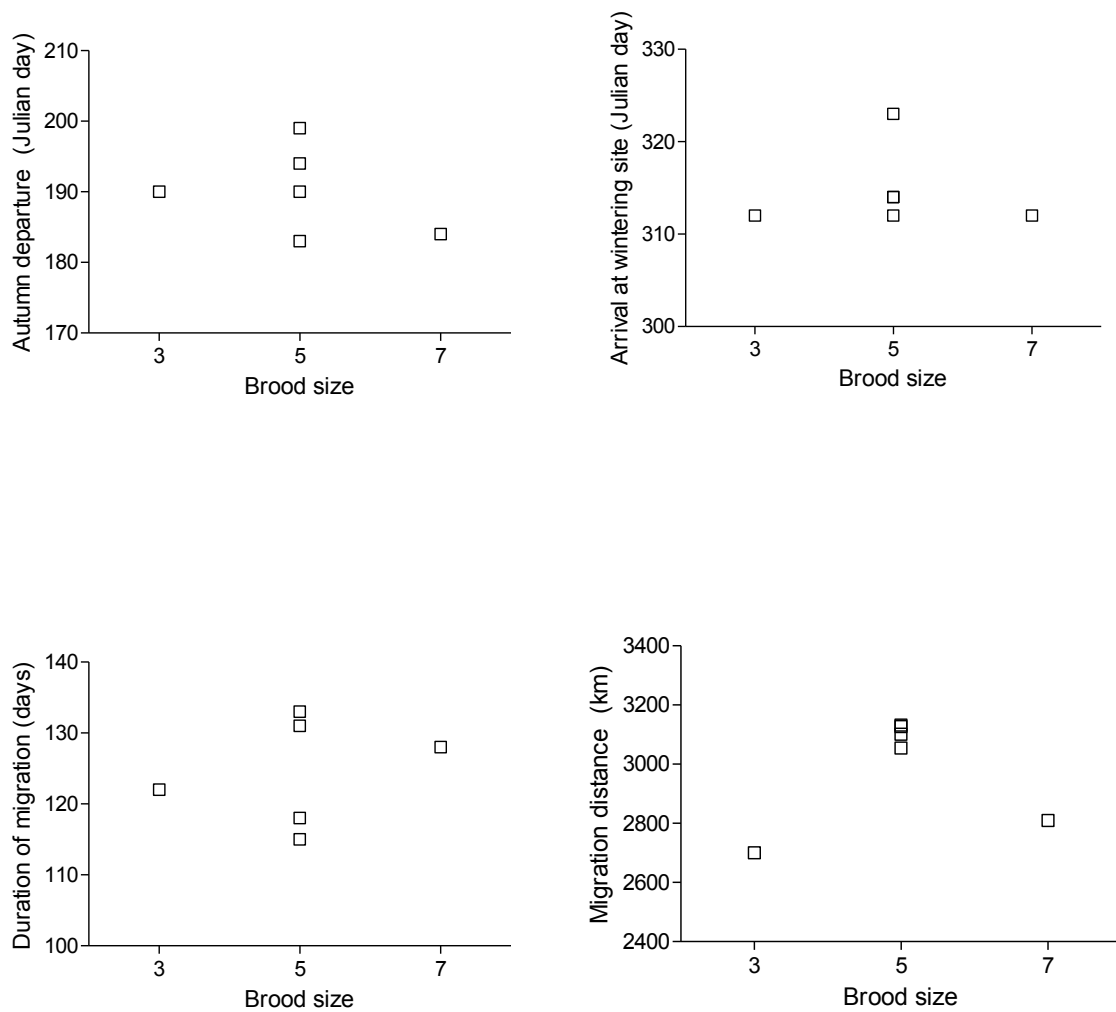 Autumn departure (Julian day)
210
200
190
180
170
3 5 7
Brood size
Arrival at wintering site (Julian day)
330
320
310
300
3 5 7
Brood size
Duration of migration (days)
140
130
120
110
100
3 5 7
Brood size
Migration distance (km)
3400
3200
3000
2800
2600
2400
3 5 7
Brood size